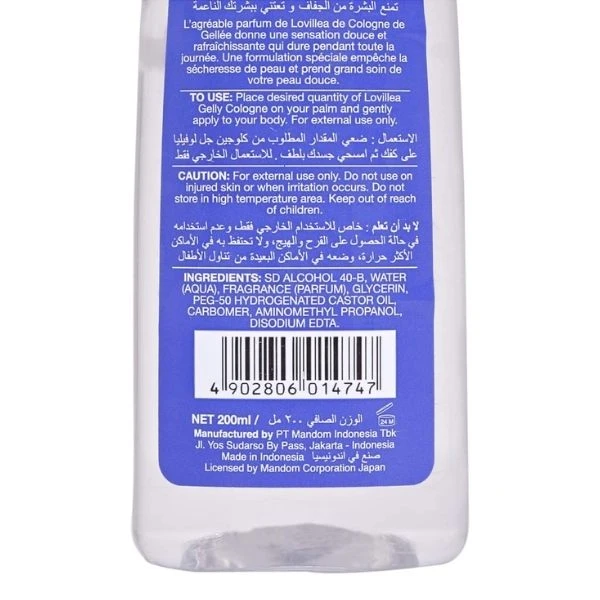 تمنع البشرة من الجفاف و تعتني ببشرتك الناعمة
L'agréable parfum de Lovillea de Cologne de
Gellée donne une sensation douce et
rafraîchissante qui dure pendant toute la
journée. Une formulation spéciale empêche la
sécheresse de peau et prend grand soin de
votre peau douce.
TO USE: Place desired quantity of Lovillea
Gelly Cologne on your palm and gently
apply to your body. For external use only.
الاستعمال : ضعي المقدار المطلوب من كلوجين جل لوفيليا
على كفك ثم امسحي جسدك بلطف . للاستعمال الخارجي فقط
CAUTION: For external use only. Do not use on
injured skin or when irritation occurs. Do not
store in high temperature area. Keep out of reach
of children.
لا بد أن تعلم : خاص للاستخدام الخارجي فقط، وعدم استخدامه
في حالة الحصول على القرح والهيج، ولا تحتفظ به في الأماكن
الأكثر حرارة، وضعه في الأماكن البعيدة من تناول الأطفال
INGREDIENTS: SD ALCOHOL 40-B, WATER
(AQUA), FRAGRANCE (PARFUM), GLYCERIN,
PEG-50 HYDROGENATED CASTOR OIL,
CARBOMER, AMINOMETHYL PROPANOL,
DISODIUM EDTA.
4 902806 014747
NET 200ml / الوزن الصافي ٢٠٠ مل
24 M
Manufactured by PT Mandom Indonesia Tbk
Jl. Yos Sudarso By Pass, Jakarta - Indonesia
Made in Indonesia صنع في اندونيسيا
Licensed by Mandom Corporation Japan